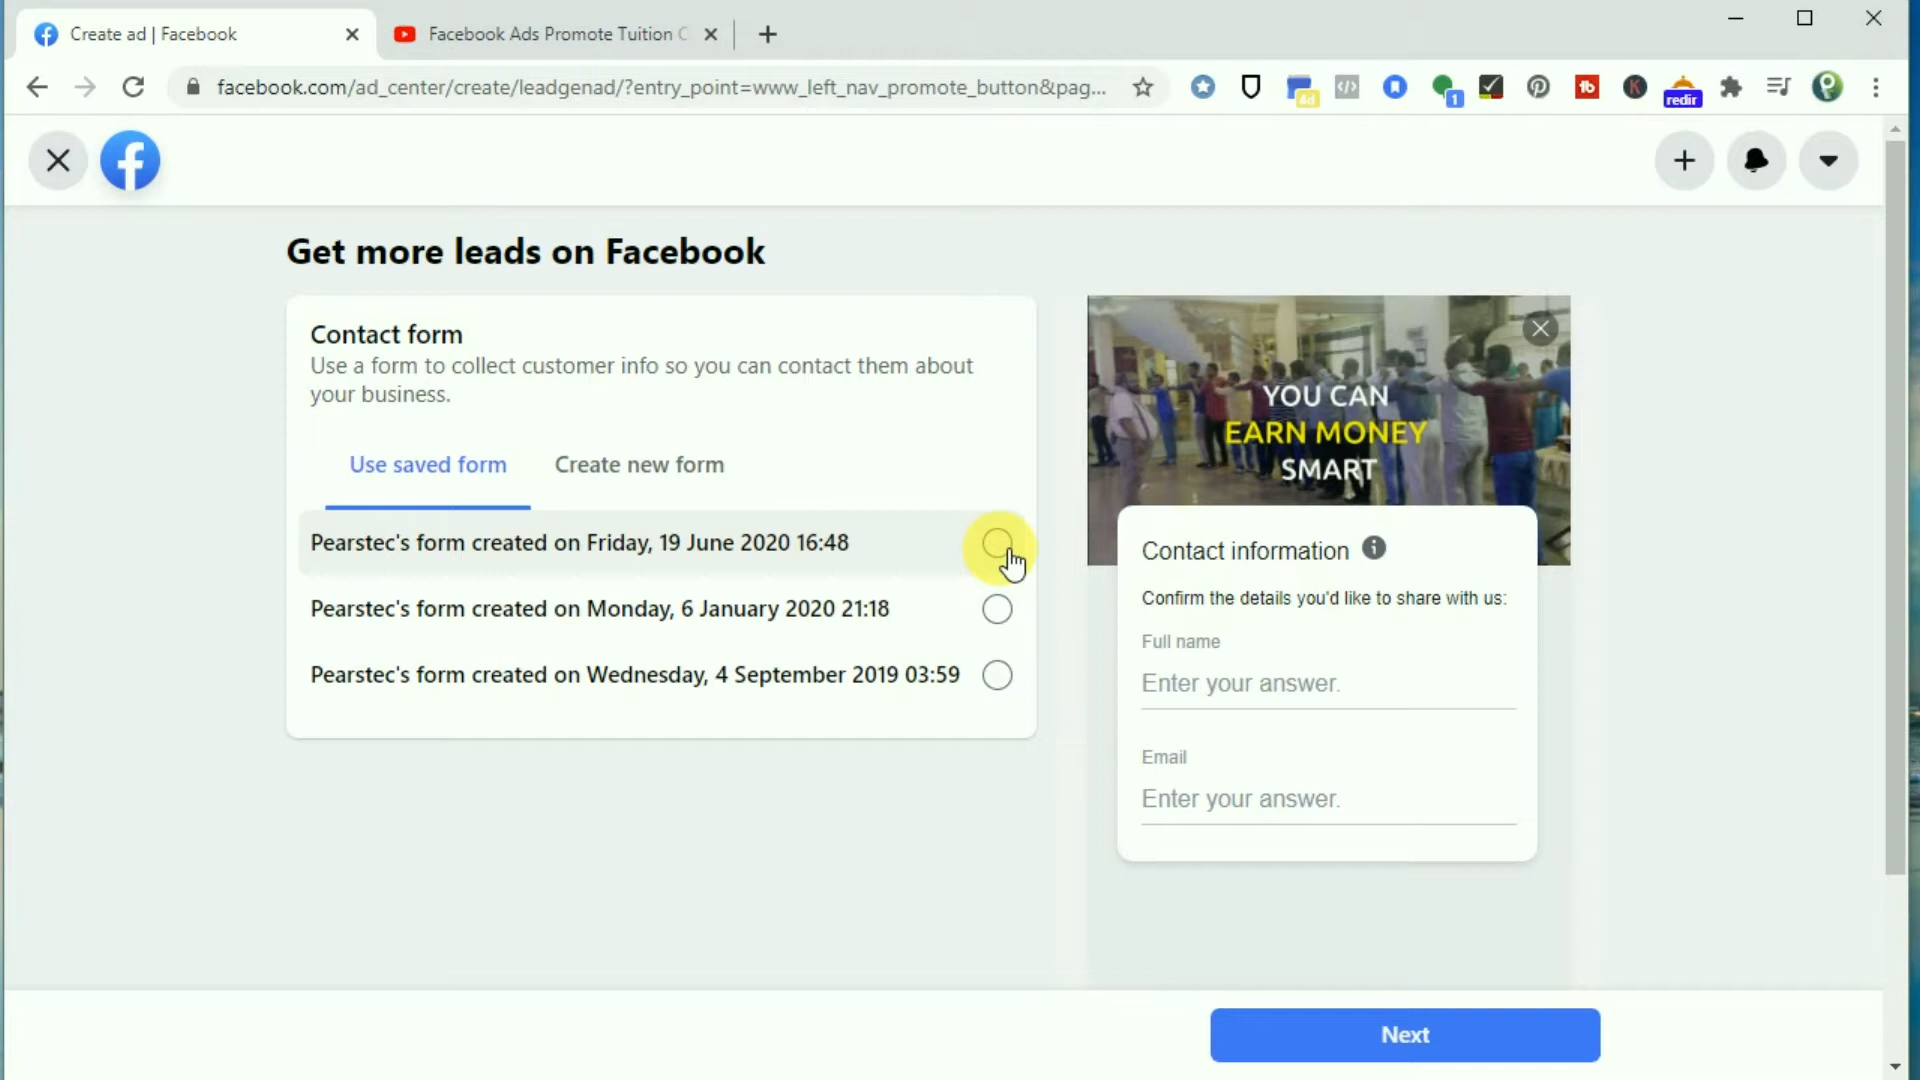 Create ad | Facebook
Facebook Ads Promote Tuition C
facebook.com/ad_center/create/leadgenad/?entry_point=www_left_nav_promote_button&pag...
4d
1
tb
K
redir
Get more leads on Facebook
Contact form
Use a form to collect customer info so you can contact them about
your business.
Use saved form
Create new form
Pearstec's form created on Friday, 19 June 2020 16:48
Pearstec's form created on Monday, 6 January 2020 21:18
Pearstec's form created on Wednesday, 4 September 2019 03:59
YOU CAN
EARN MONEY
SMART
Contact information
Confirm the details you'd like to share with us:
Full name
Enter your answer.
Email
Enter your answer.
Next